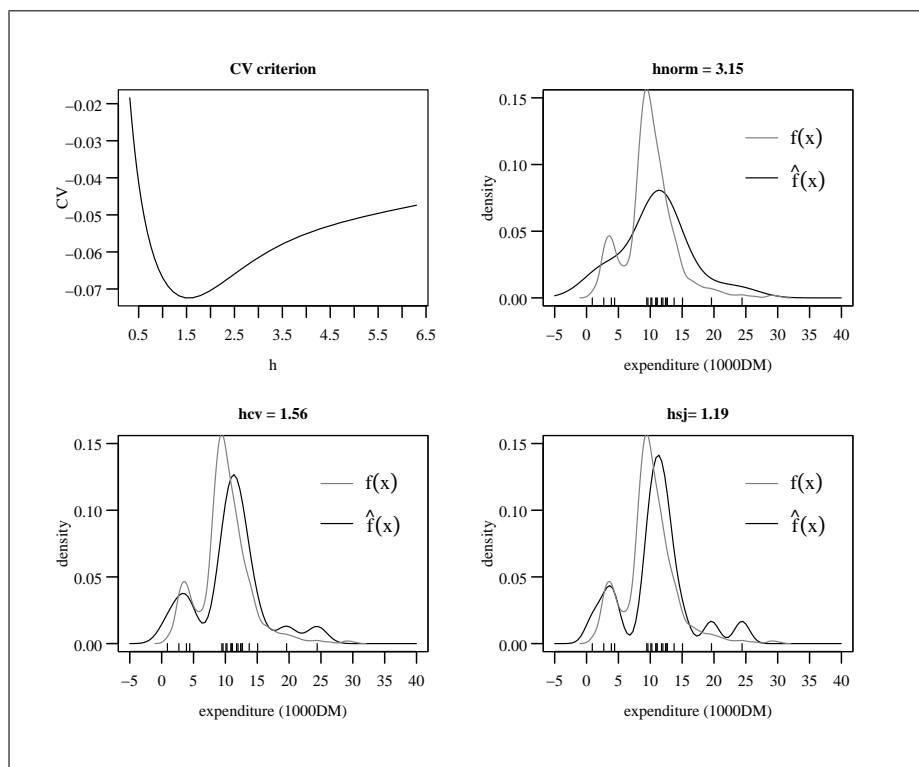 CV criterion
−0.02
−0.03
−0.04
−0.05
−0.06
−0.07
CV
0.5 1.5 2.5 3.5 4.5 5.5 6.5
h
hnorm = 3.15
0.15
0.10
0.05
0.00
density
f(x)
f̂(x)
−5 0 5 10 15 20 25 30 35 40
expenditure (1000DM)
hcv = 1.56
0.15
0.10
0.05
0.00
density
f(x)
f̂(x)
−5 0 5 10 15 20 25 30 35 40
expenditure (1000DM)
hsj= 1.19
0.15
0.10
0.05
0.00
density
f(x)
f̂(x)
−5 0 5 10 15 20 25 30 35 40
expenditure (1000DM)